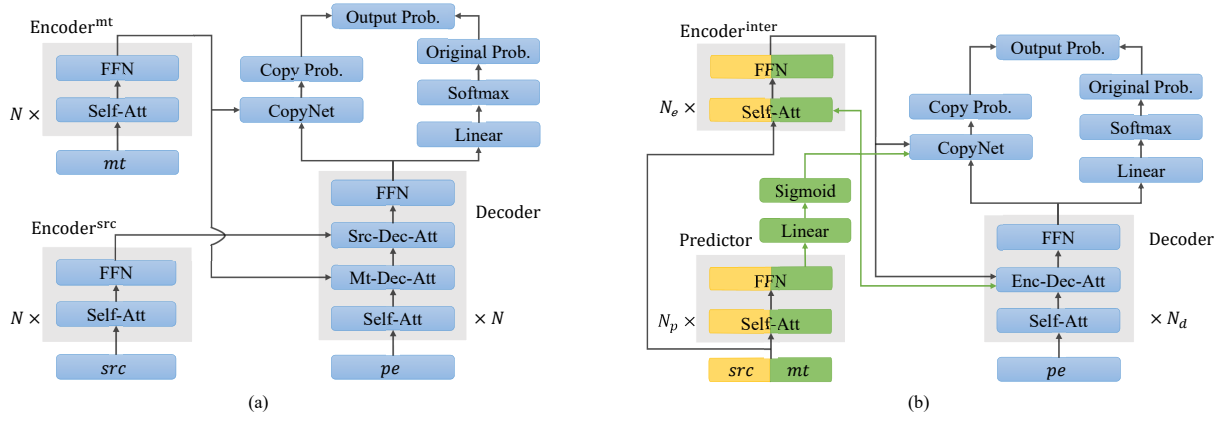 Encoder^mt
FFN
N ×
Self-Att
mt
Output Prob.
Copy Prob.
Original Prob.
CopyNet
Softmax
Linear
FFN
Decoder
Src-Dec-Att
Mt-Dec-Att
Self-Att
× N
pe
Encoder^src
FFN
N ×
Self-Att
src
(a)
Encoder^inter
FFN
N_e ×
Self-Att
Output Prob.
Copy Prob.
Original Prob.
CopyNet
Softmax
Linear
Sigmoid
Linear
Predictor
FFN
N_p ×
Self-Att
src mt
FFN
Decoder
Enc-Dec-Att
Self-Att
× N_d
pe
(b)